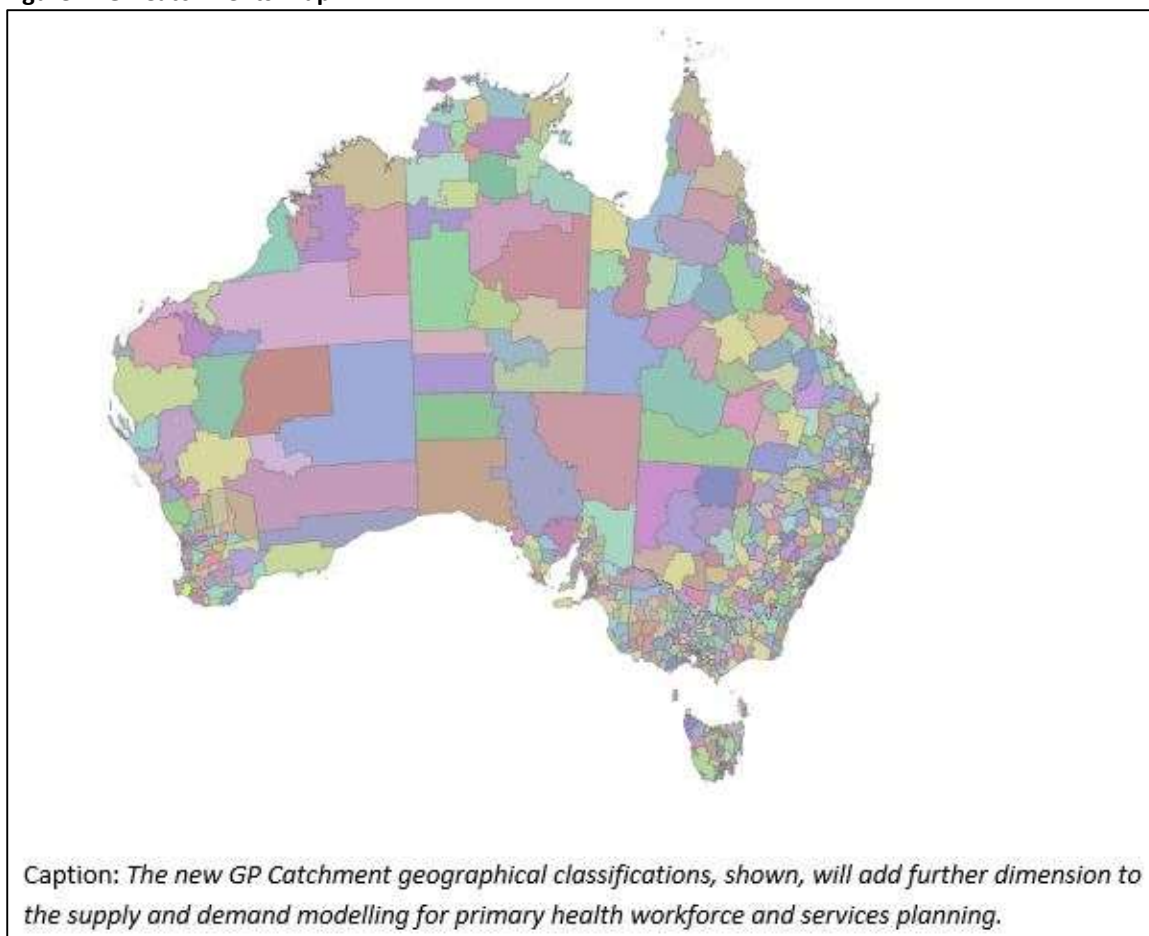 Caption: The new GP Catchment geographical classifications, shown, will add further dimension to
the supply and demand modelling for primary health workforce and services planning.